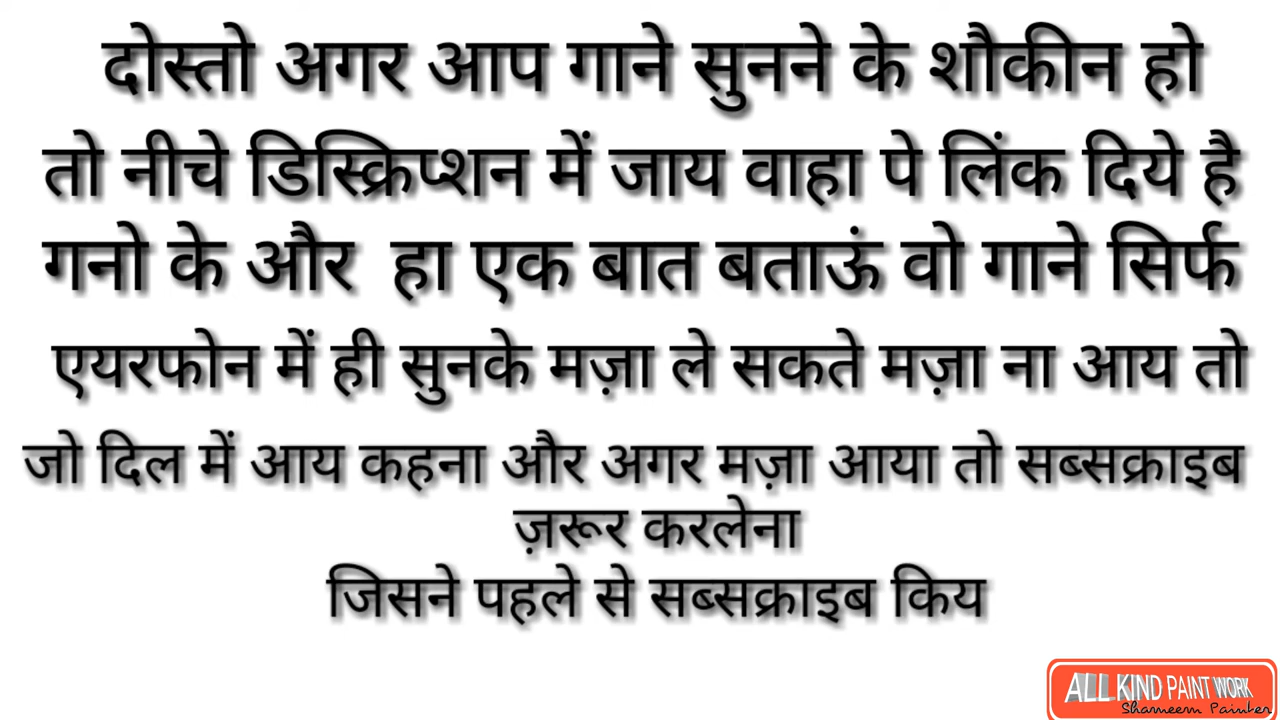 दोस्तो अगर आप गाने सुनने के शौकीन हो
तो नीचे डिस्क्रिप्शन में जाय वाहा पे लिंक दिये है
गनो के और हा एक बात बताऊं वो गाने सिर्फ
एयरफोन में ही सुनके मज़ा ले सकते मज़ा ना आय तो
जो दिल में आय कहना और अगर मज़ा आया तो सब्सक्राइब
ज़रूर करलेना
जिसने पहले से सब्सक्राइब किय
ALL KIND PAINT WORK
Shameem Painter